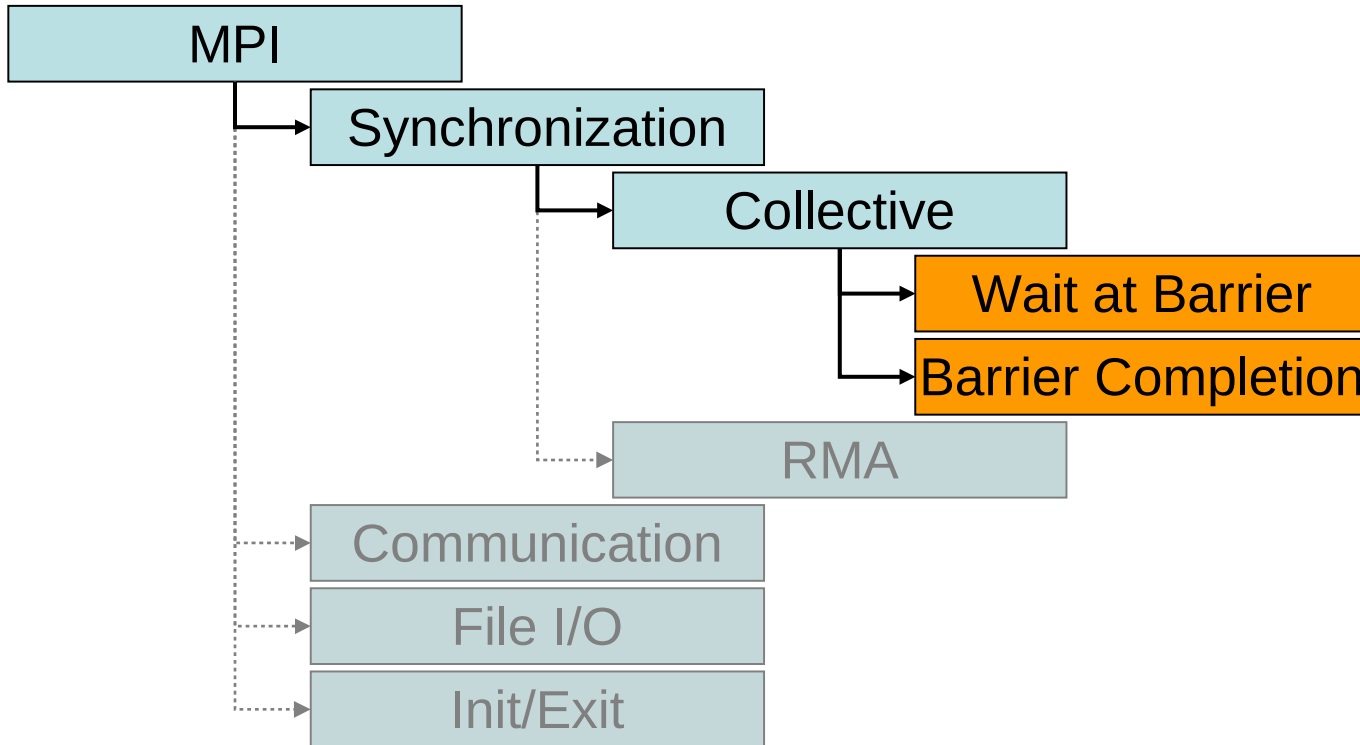 MPI
Synchronization
Collective
Wait at Barrier
Barrier Completion
RMA
Communication
File I/O
Init/Exit